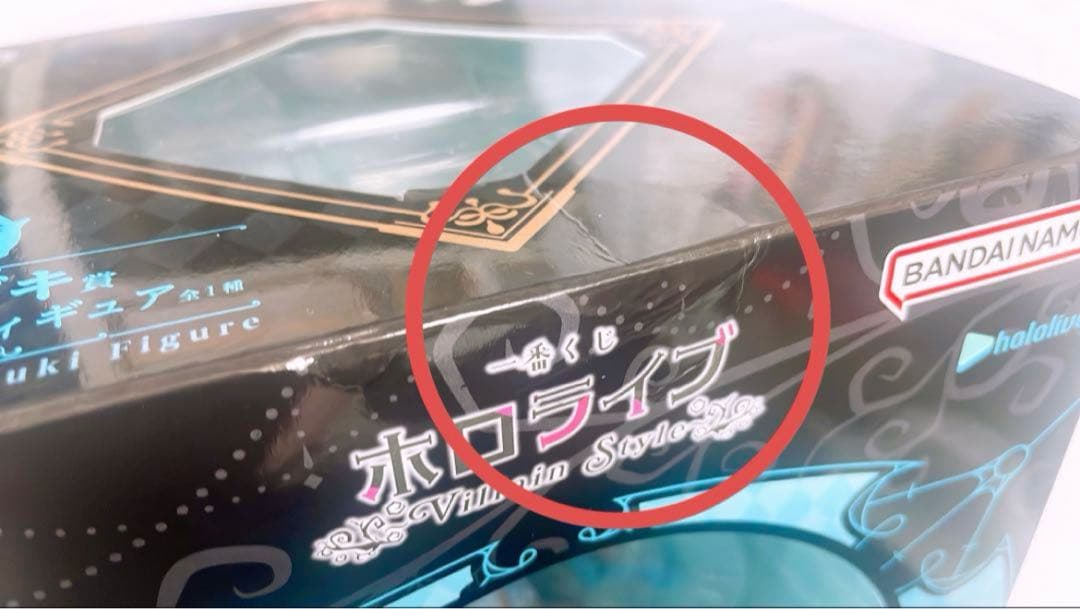 キ賞
ィギュア全1種
uki Figure
一番くじ
ホロライブ
Villain Style
BANDAI NAM
hololive